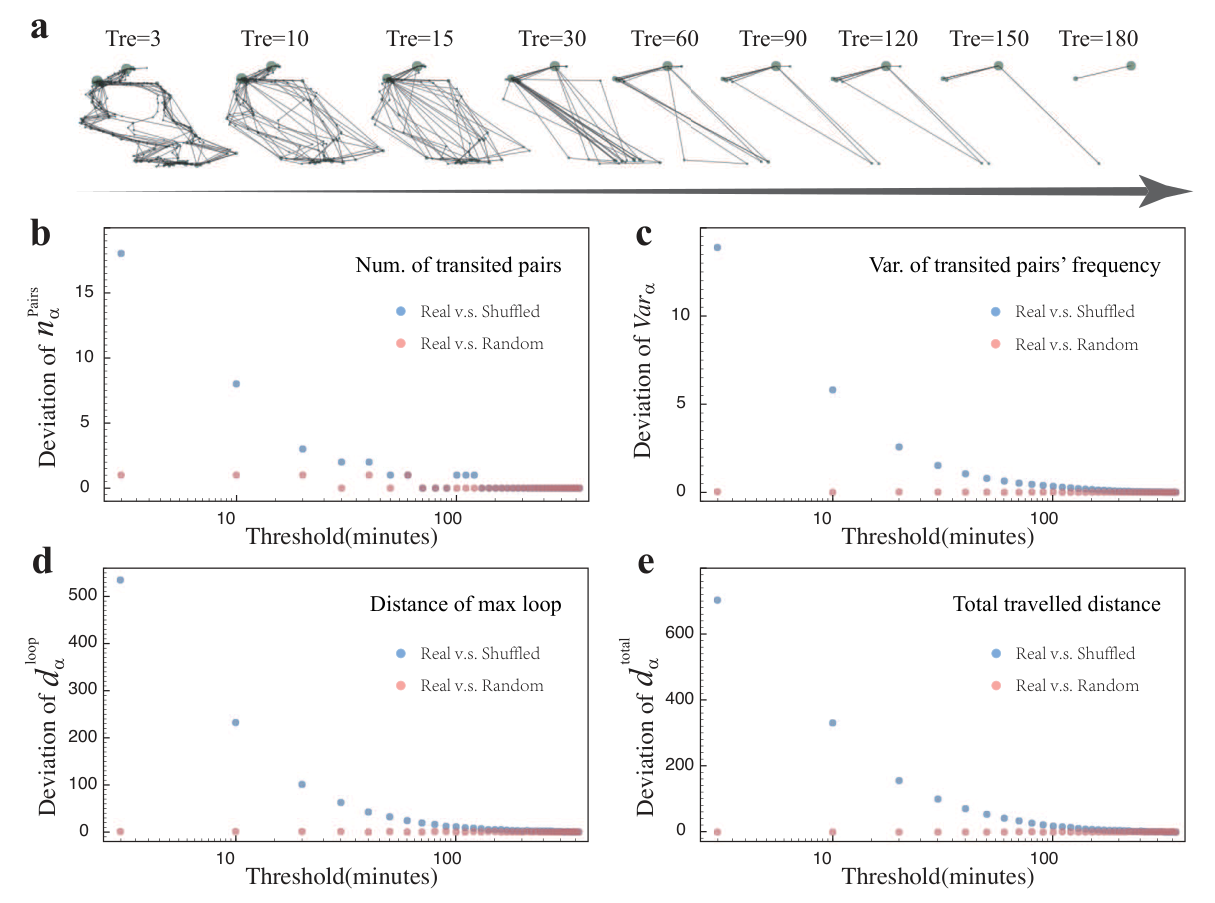 a
Tre=3 Tre=10 Tre=15 Tre=30 Tre=60 Tre=90 Tre=120 Tre=150 Tre=180
b
Num. of transited pairs
Real v.s. Shuffled
Real v.s. Random
Deviation of n_α^Pairs
15
10
5
0
10 100
Threshold(minutes)
c
Var. of transited pairs’ frequency
Real v.s. Shuffled
Real v.s. Random
Deviation of Var_α
10
5
0
10 100
Threshold(minutes)
d
Distance of max loop
Real v.s. Shuffled
Real v.s. Random
Deviation of d_α^loop
500
400
300
200
100
0
10 100
Threshold(minutes)
e
Total travelled distance
Real v.s. Shuffled
Real v.s. Random
Deviation of d_α^total
600
400
200
0
10 100
Threshold(minutes)